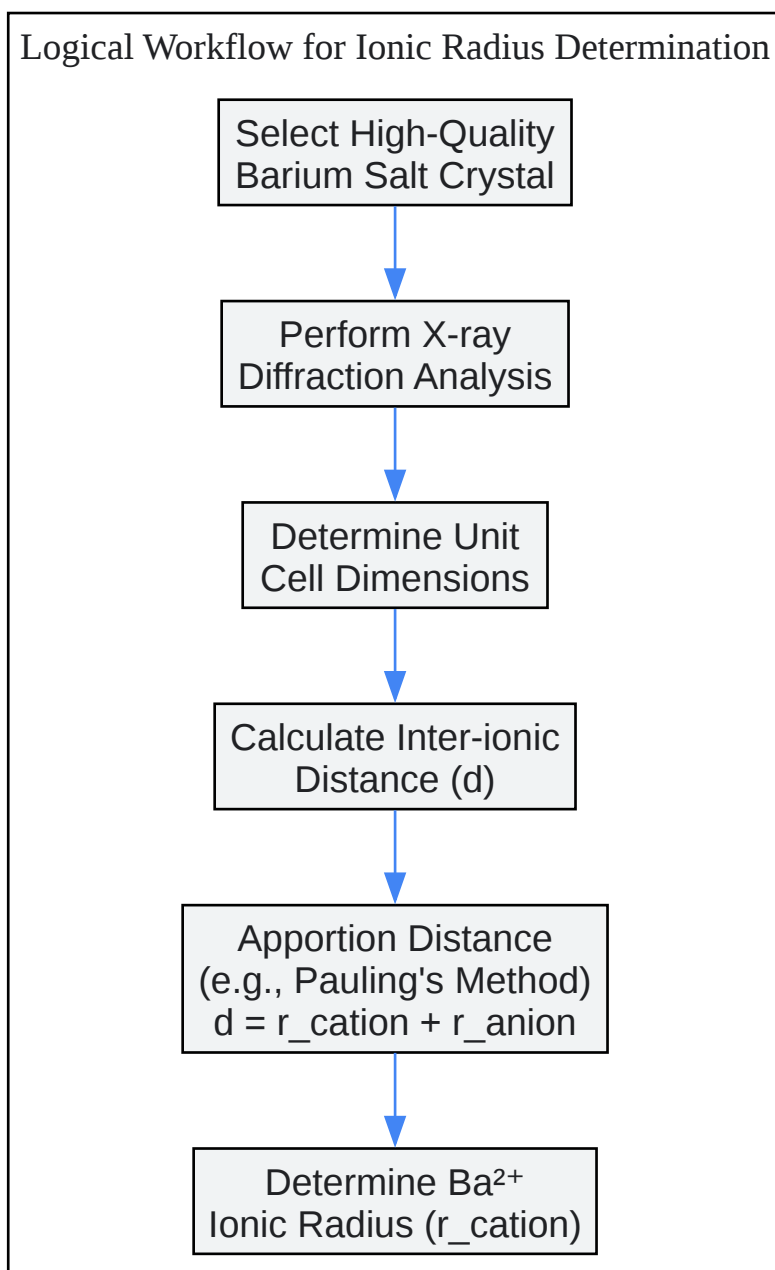 Logical Workflow for Ionic Radius Determination
Select High-Quality
Barium Salt Crystal
Perform X-ray
Diffraction Analysis
Determine Unit
Cell Dimensions
Calculate Inter-ionic
Distance (d)
Apportion Distance
(e.g., Pauling's Method)
d = r_cation + r_anion
Determine Ba²⁺
Ionic Radius (r_cation)